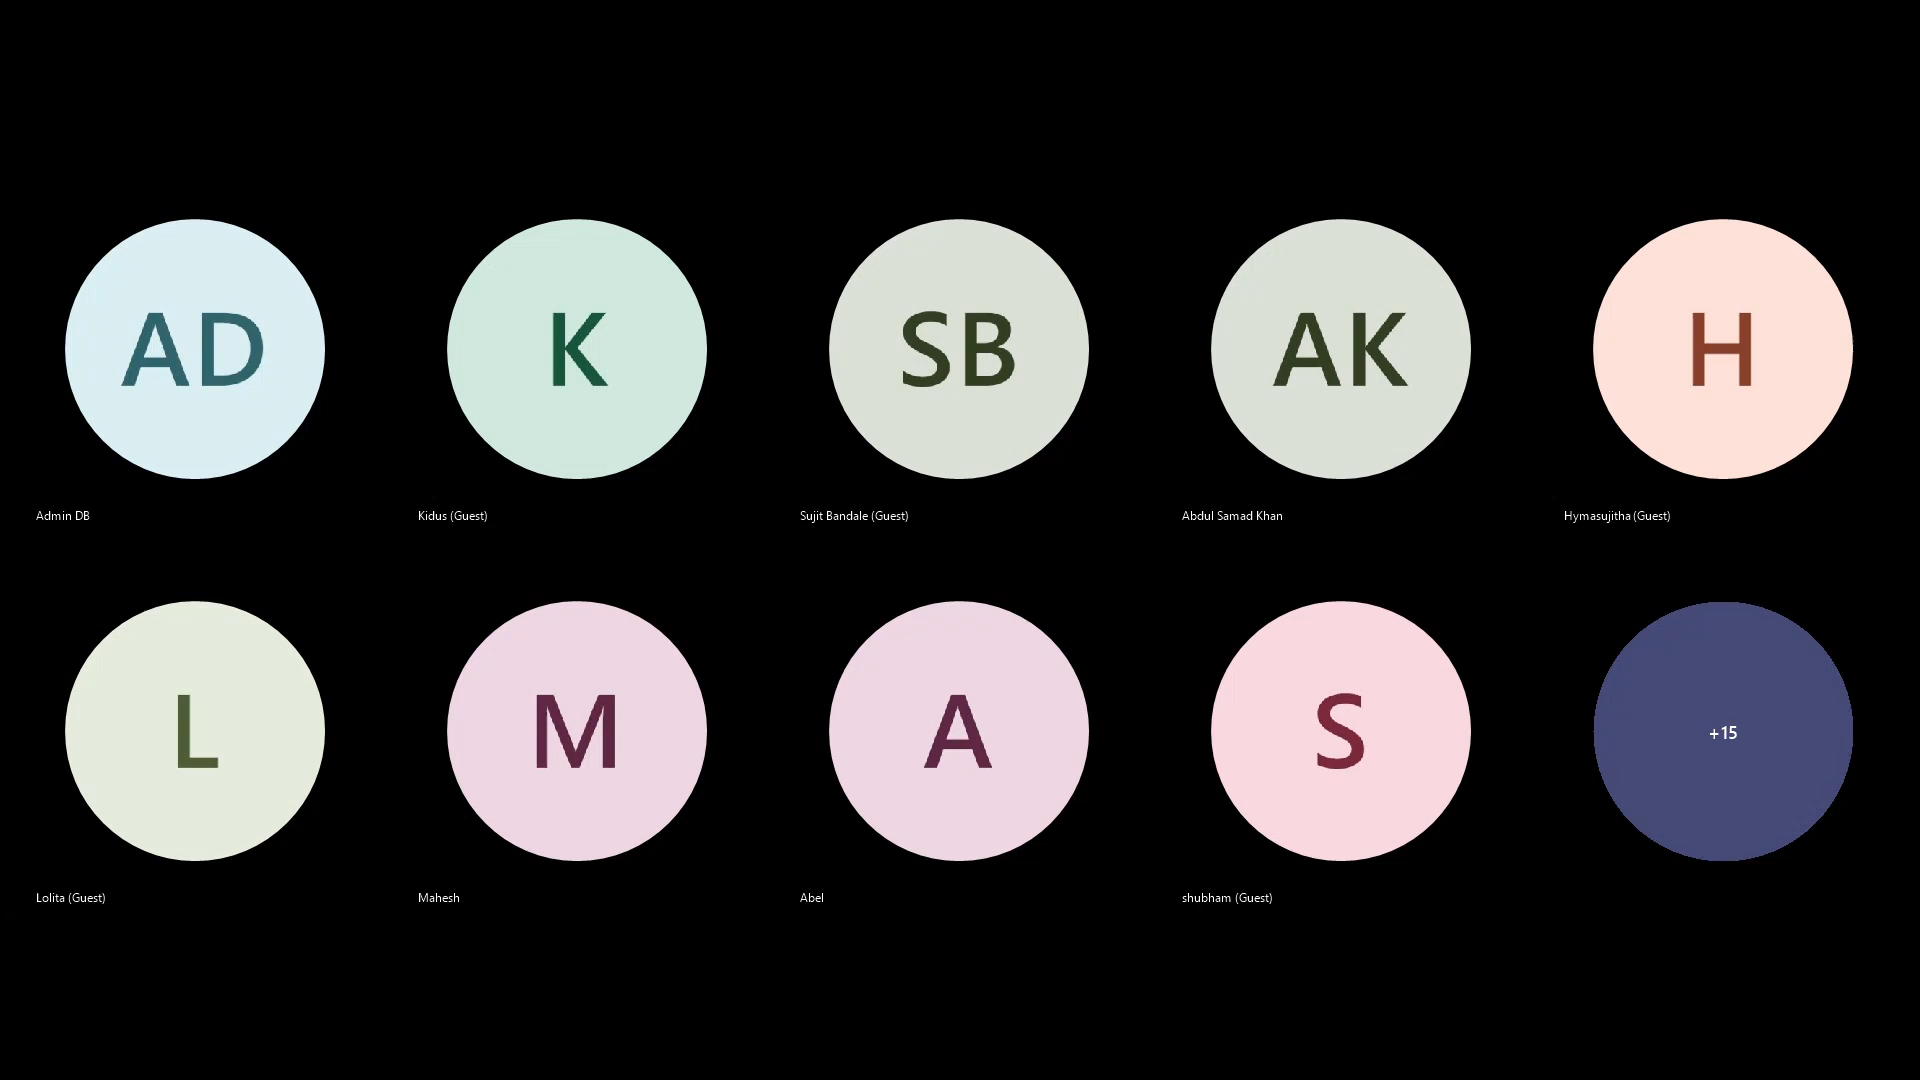 AD
K
SB
AK
H
Admin DB
Kidus (Guest)
Sujit Bandale (Guest)
Abdul Samad Khan
Hymasujitha (Guest)
L
M
A
S
+15
Lolita (Guest)
Mahesh
Abel
shubham (Guest)